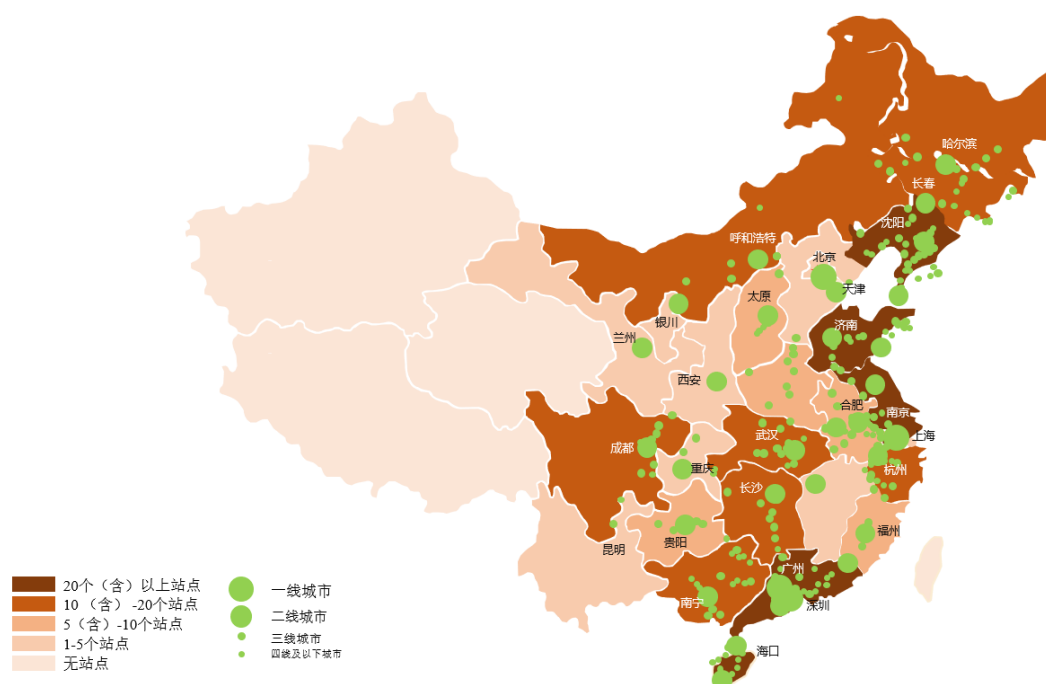 哈尔滨
长春
沈阳
呼和浩特
北京
天津
太原
银川
济南
兰州
西安
合肥
南京
武汉
上海
成都
重庆
杭州
长沙
福州
贵阳
昆明
广州
南宁
深圳
海口
20个（含）以上站点
10 （含）-20个站点
5（含）-10个站点
1-5个站点
无站点
一线城市
二线城市
三线城市
四线及以下城市